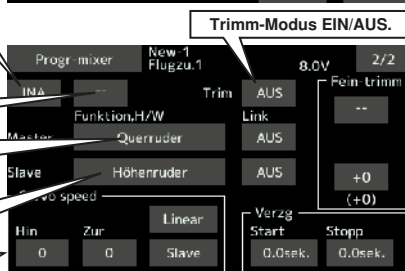 Trimm-Modus EIN/AUS.
Progr-mixer New-1 Flugzu.1 8.0V 2/2
INA -- Trim AUS Fein-trimm
--
Funktion,H/W Link
Master Querruder AUS
Slave Höhenruder AUS +0
(+0)
Servo speed Verzg
Hin Zur Linear Start Stopp
0 0 Slave 0.0sek. 0.0sek.